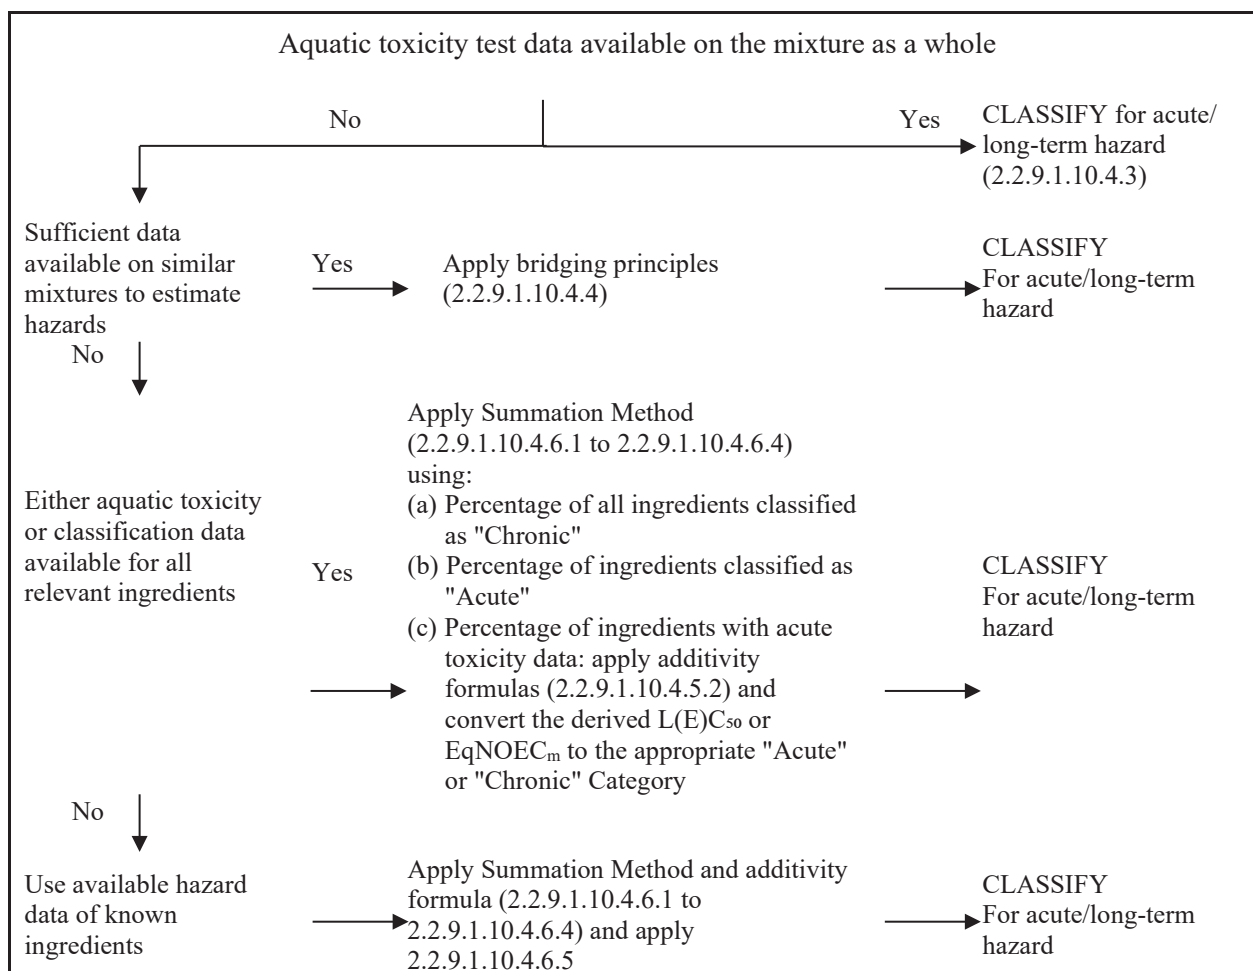 Aquatic toxicity test data available on the mixture as a whole
No
Yes
CLASSIFY for acute/
long-term hazard
(2.2.9.1.10.4.3)
Sufficient data
available on similar
mixtures to estimate
hazards
Yes
Apply bridging principles
(2.2.9.1.10.4.4)
CLASSIFY
For acute/long-term
hazard
No
Either aquatic toxicity
or classification data
available for all
relevant ingredients
Yes
Apply Summation Method
(2.2.9.1.10.4.6.1 to 2.2.9.1.10.4.6.4)
using:
(a) Percentage of all ingredients classified
as "Chronic"
(b) Percentage of ingredients classified as
"Acute"
(c) Percentage of ingredients with acute
toxicity data: apply additivity
formulas (2.2.9.1.10.4.5.2) and
convert the derived L(E)C₅₀ or
EqNOECₘ to the appropriate "Acute"
or "Chronic" Category
CLASSIFY
For acute/long-term
hazard
No
Use available hazard
data of known
ingredients
Apply Summation Method and additivity
formula (2.2.9.1.10.4.6.1 to
2.2.9.1.10.4.6.4) and apply
2.2.9.1.10.4.6.5
CLASSIFY
For acute/long-term
hazard